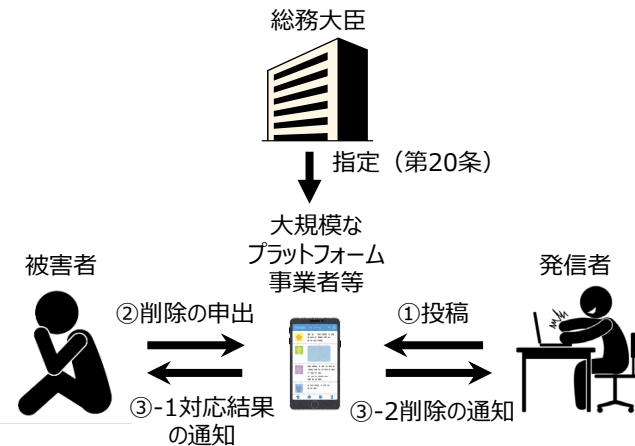 総務大臣
指定（第20条）
大規模な
プラットフォーム
事業者等
被害者
発信者
②削除の申出
①投稿
③-1対応結果
の通知
③-2削除の通知